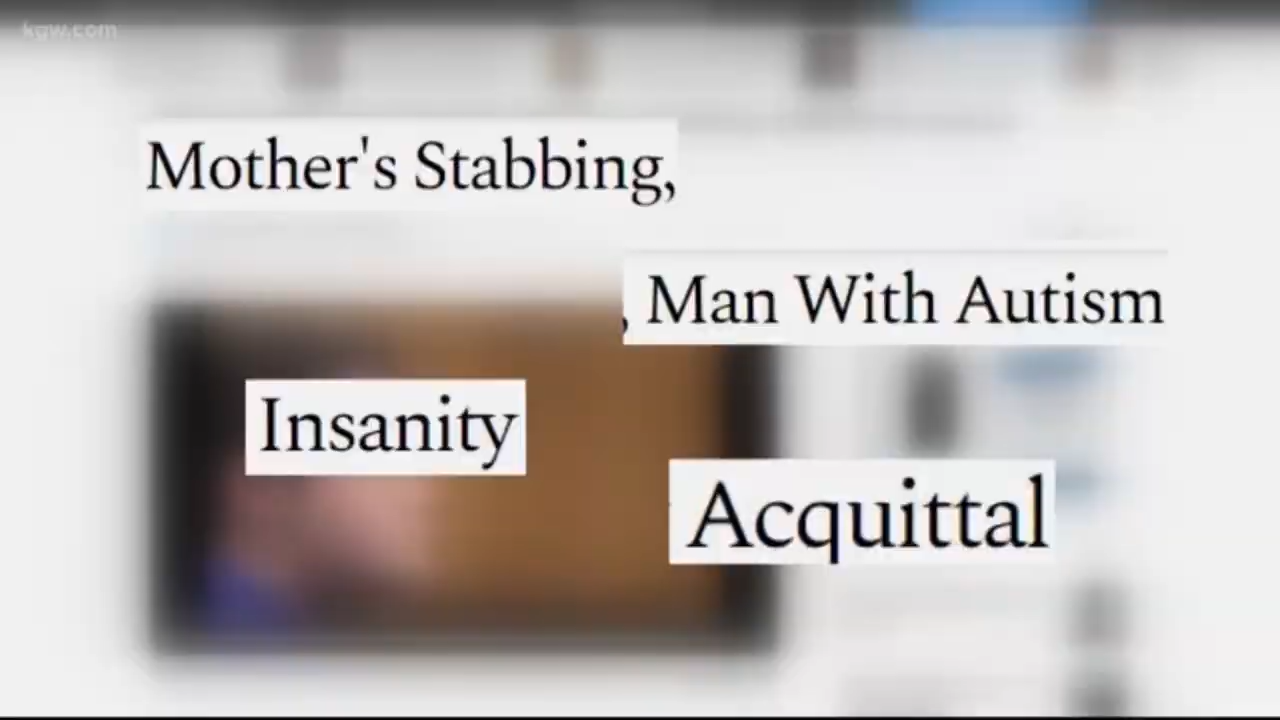 kgw.com
Mother's Stabbing,
, Man With Autism
Insanity
Acquittal